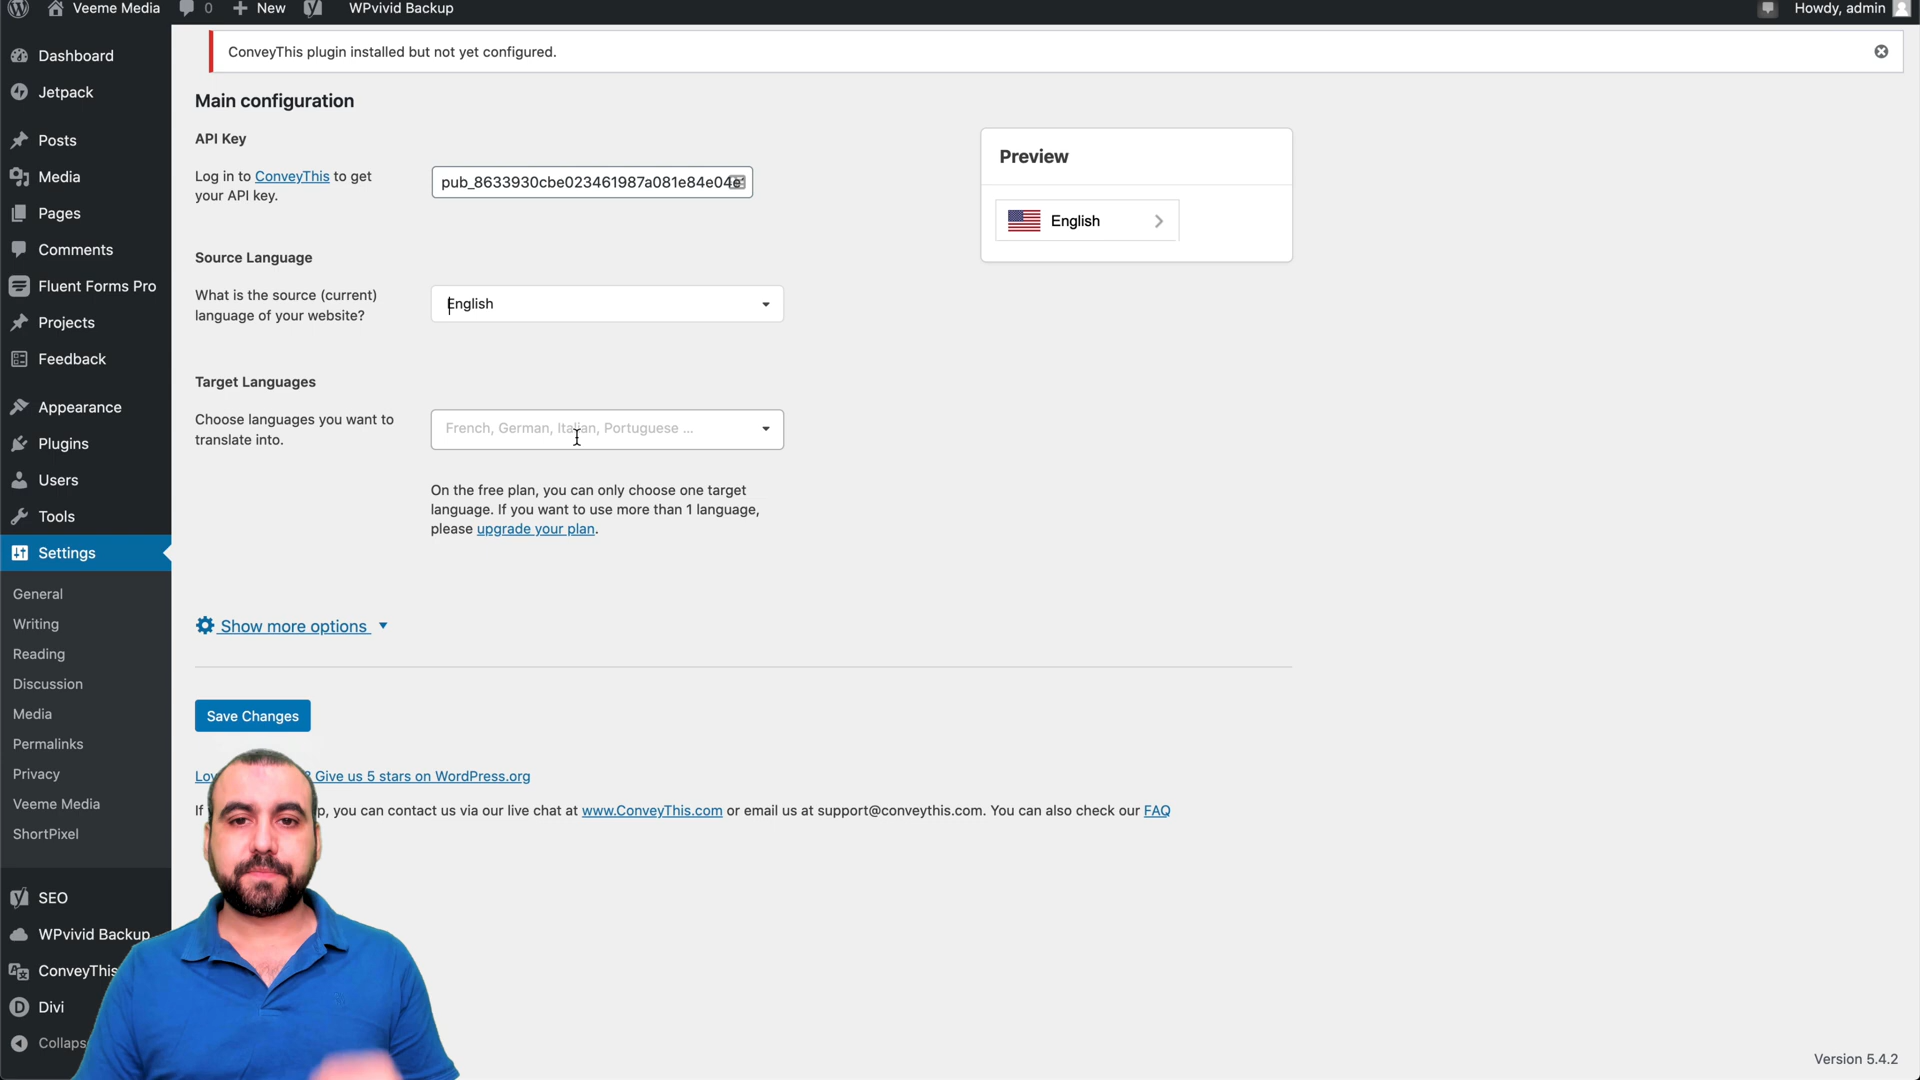 Veeme Media
0
New
WPvivid Backup
Howdy, admin
Dashboard
Jetpack
Posts
Media
Pages
Comments
Fluent Forms Pro
Projects
Feedback
Appearance
Plugins
Users
Tools
Settings
General
Writing
Reading
Discussion
Media
Permalinks
Privacy
Veeme Media
ShortPixel
SEO
WPvivid Backup
ConveyThis
Divi
Collaps
ConveyThis plugin installed but not yet configured.
Main configuration
API Key
Log in to ConveyThis to get
your API key.
pub_8633930cbe023461987a081e84e04e
Source Language
What is the source (current)
language of your website?
English
Target Languages
Choose languages you want to
translate into.
French, German, Italian, Portuguese ...
On the free plan, you can only choose one target
language. If you want to use more than 1 language,
please upgrade your plan.
Show more options
Save Changes
Lov ? Give us 5 stars on WordPress.org
If p, you can contact us via our live chat at www.ConveyThis.com or email us at support@conveythis.com. You can also check our FAQ
Preview
English
Version 5.4.2